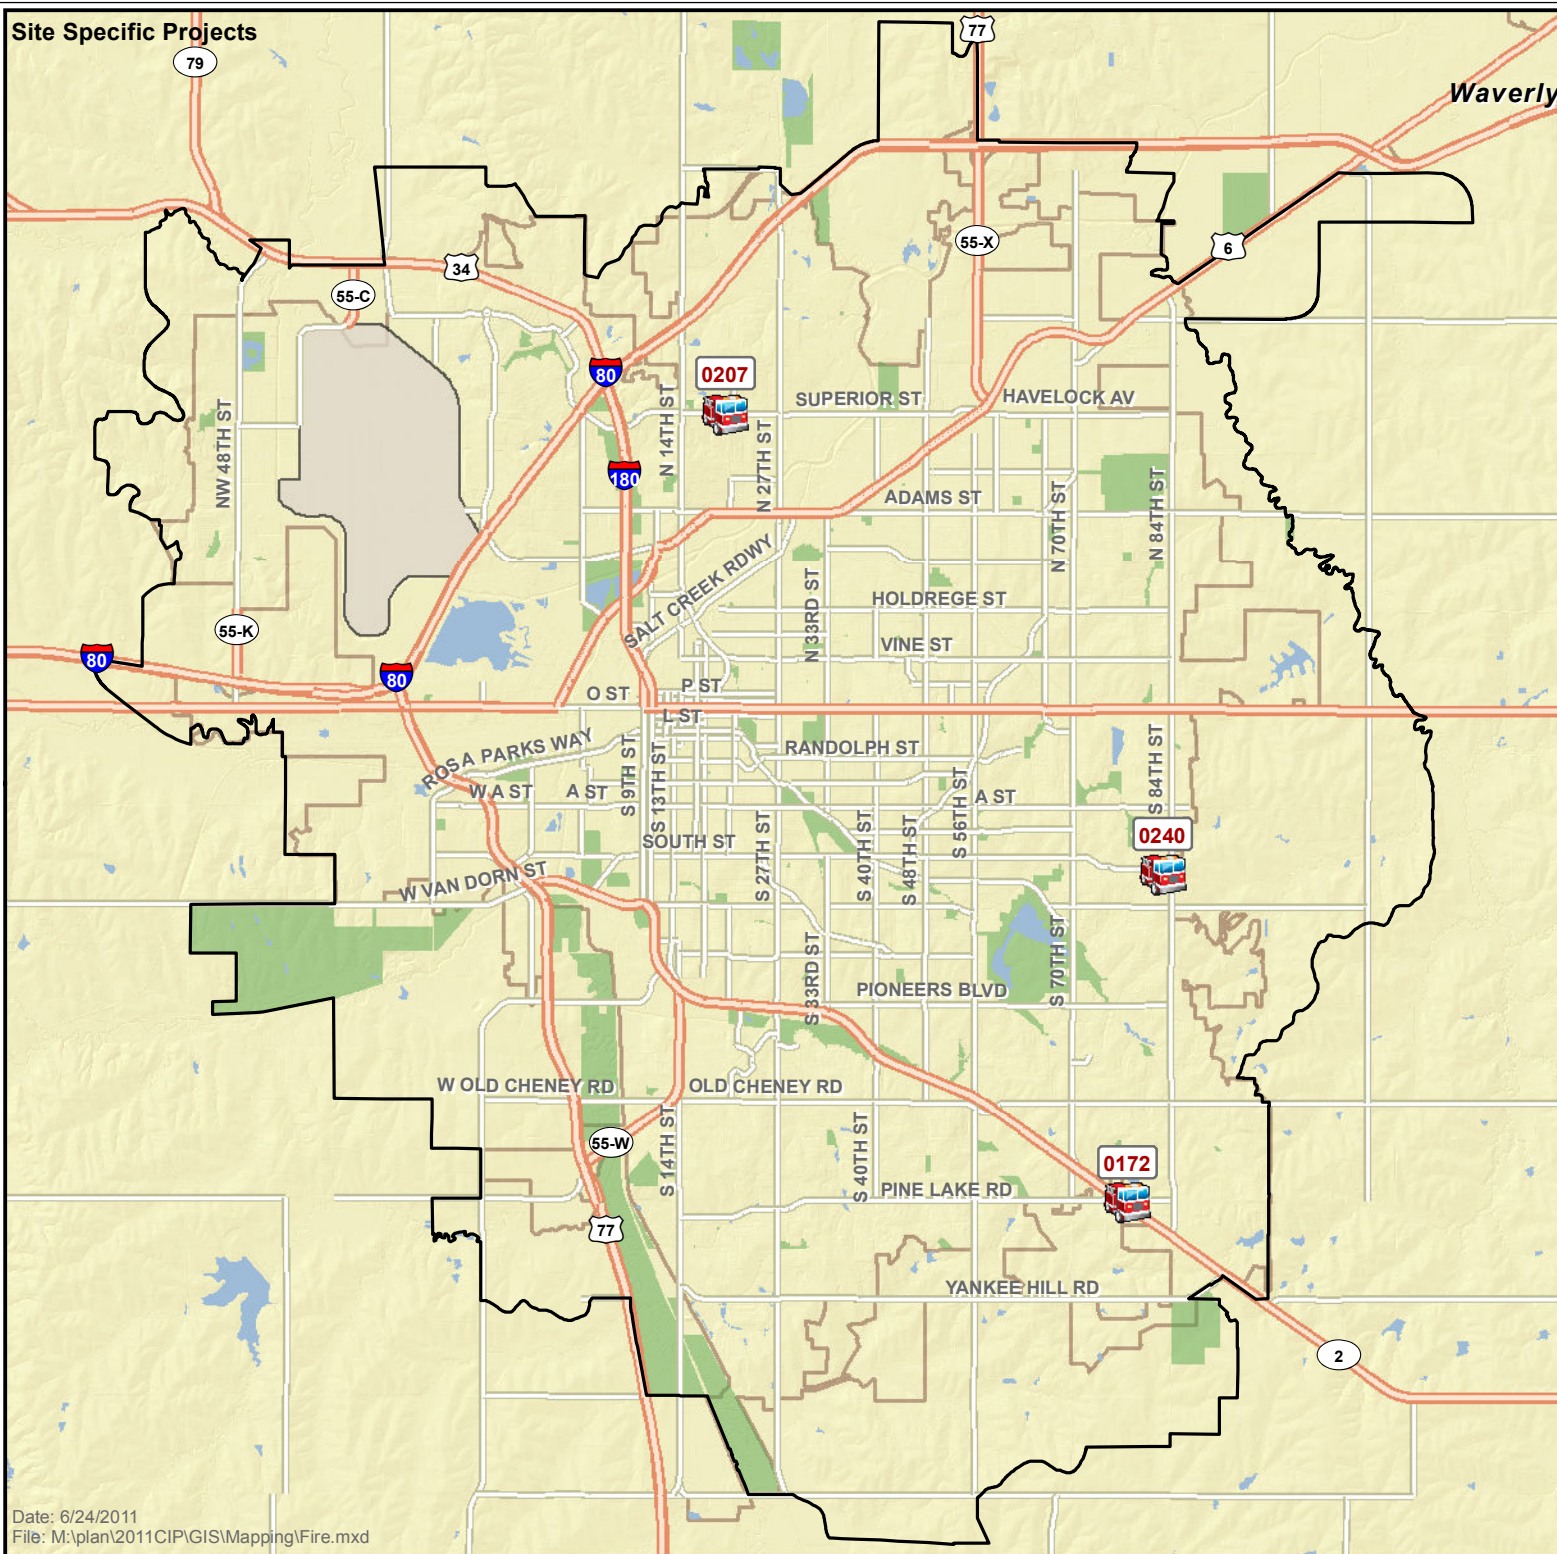 Site Specific Projects
79
77
Waverly
6
55-X
34
55-C
80
0207
SUPERIOR ST
HAVELOCK AV
NW 48TH ST
N 14TH ST
N 27TH ST
180
ADAMS ST
N 70TH ST
N 84TH ST
SALT CREEK RDWY
N 33RD ST
HOLDREGE ST
55-K
VINE ST
80
80
O ST
P ST
L ST
ROSA PARKS WAY
RANDOLPH ST
S 9TH ST
S 13TH ST
S 56TH ST
S 84TH ST
W A ST
A ST
A ST
0240
SOUTH ST
S 27TH ST
S 40TH ST
S 48TH ST
W VAN DORN ST
S 33RD ST
S 70TH ST
PIONEERS BLVD
W OLD CHENEY RD
OLD CHENEY RD
55-W
S 14TH ST
S 40TH ST
0172
PINE LAKE RD
77
YANKEE HILL RD
2
Date: 6/24/2011
File: M:\plan\2011CIP\GIS\Mapping\Fire.mxd